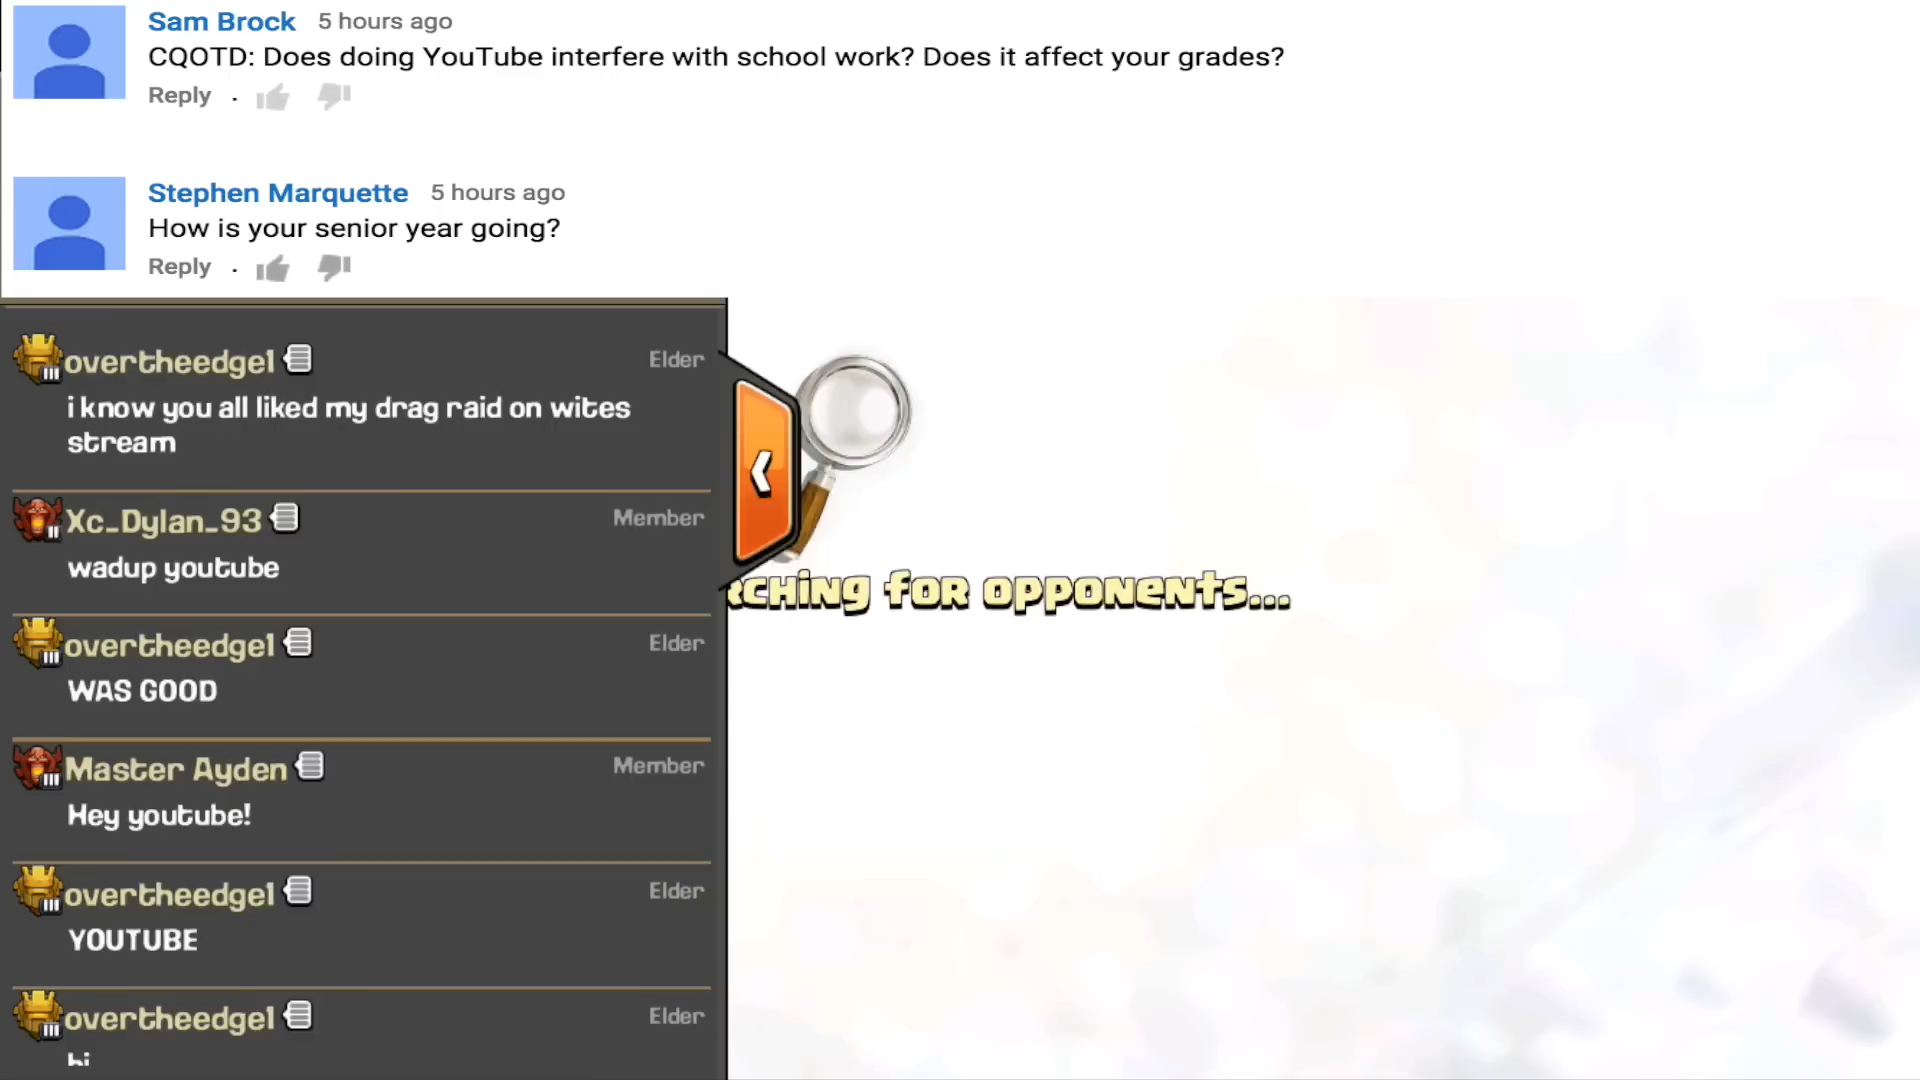 Sam Brock 5 hours ago
CQOTD: Does doing YouTube interfere with school work? Does it affect your grades?
Reply .
Stephen Marquette 5 hours ago
How is your senior year going?
Reply .
overtheedge1 Elder
i know you all liked my drag raid on wites
stream
Xc_Dylan_93 Member
wadup youtube
overtheedge1 Elder
WAS GOOD
Master Ayden Member
Hey youtube!
overtheedge1 Elder
YOUTUBE
overtheedge1 Elder
hi
rching for opponents...